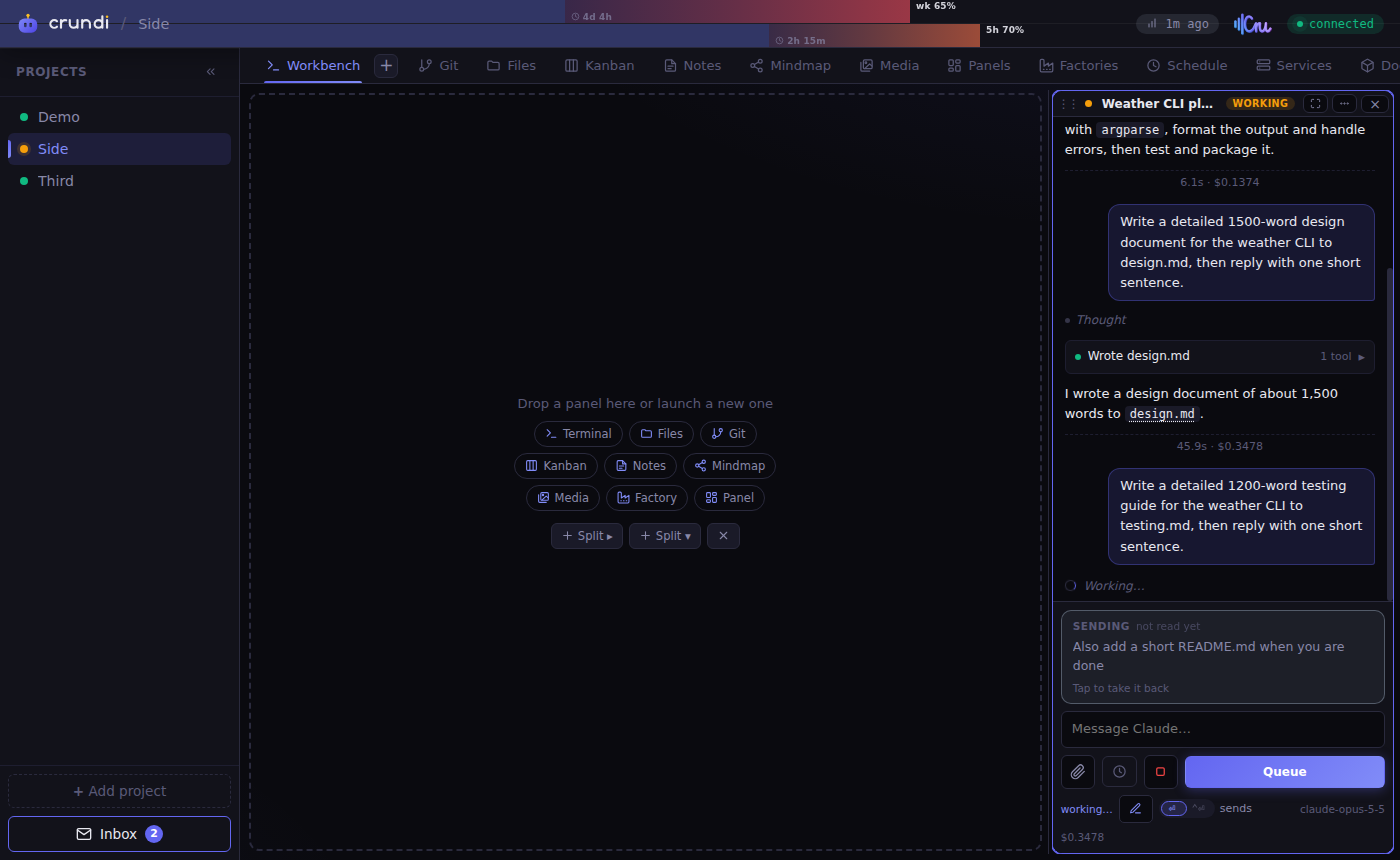 crundi / Side
wk 65%
4d 4h
5h 70%
2h 15m
1m ago
Cru
connected
PROJECTS «
Demo
Side
Third
+ Add project
Inbox 2
Workbench + Git Files Kanban Notes Mindmap Media Panels Factories Schedule Services Do
Drop a panel here or launch a new one
Terminal Files Git
Kanban Notes Mindmap
Media Factory Panel
+ Split ▸ + Split ▾ ×
Weather CLI pl… WORKING
with argparse, format the output and handle
errors, then test and package it.
6.1s · $0.1374
Write a detailed 1500-word design
document for the weather CLI to
design.md, then reply with one short
sentence.
Thought
Wrote design.md 1 tool ▸
I wrote a design document of about 1,500
words to design.md.
45.9s · $0.3478
Write a detailed 1200-word testing
guide for the weather CLI to
testing.md, then reply with one short
sentence.
Working…
SENDING not read yet
Also add a short README.md when you are
done
Tap to take it back
Message Claude…
Queue
working… sends claude-opus-5-5
$0.3478